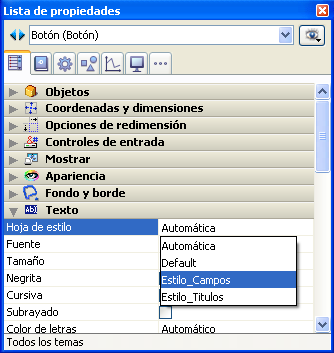 Lista de propiedades
Botón (Botón)
Objetos
Coordenadas y dimensiones
Opciones de redimensión
Controles de entrada
Mostrar
Apariencia
Fondo y borde
Texto
Hoja de estilo Automática
Fuente Automática
Tamaño Default
Negrita Estilo_Campos
Cursiva Estilo_Titulos
Subrayado
Color de letras Automático
Todos los temas